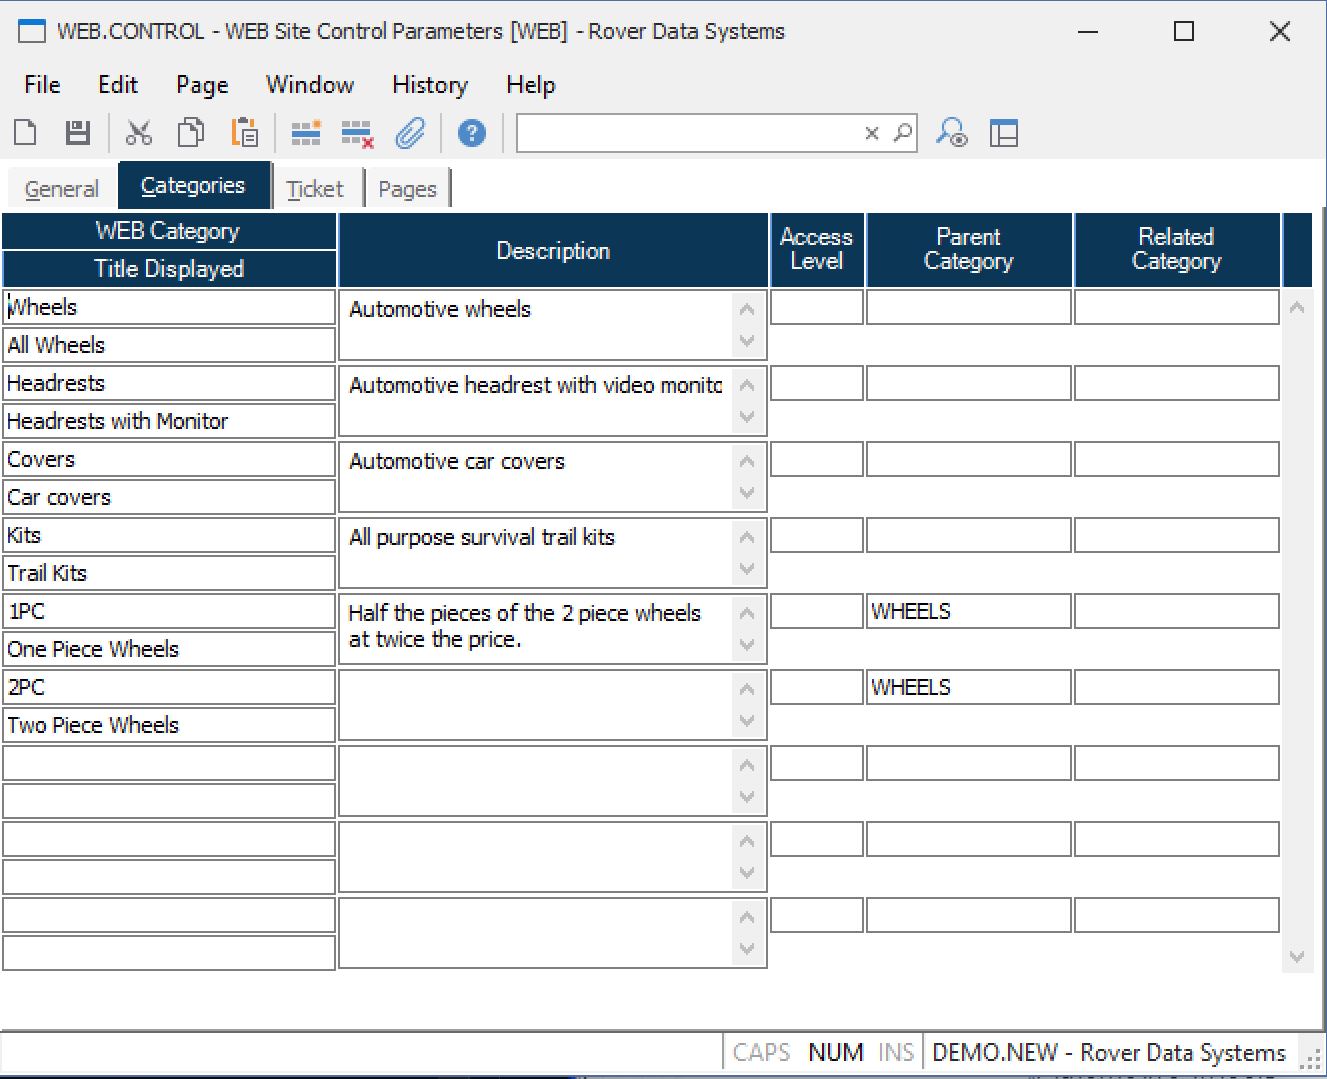 WEB.CONTROL - WEB Site Control Parameters [WEB] - Rover Data Systems
File Edit Page Window History Help
General Categories Ticket Pages
WEB Category
Title Displayed
Description
Access
Level
Parent
Category
Related
Category
Wheels
All Wheels
Automotive wheels
Headrests
Headrests with Monitor
Automotive headrest with video monito
Covers
Car covers
Automotive car covers
Kits
Trail Kits
All purpose survival trail kits
1PC
One Piece Wheels
Half the pieces of the 2 piece wheels
at twice the price.
WHEELS
2PC
Two Piece Wheels
WHEELS
CAPS NUM INS DEMO.NEW - Rover Data Systems